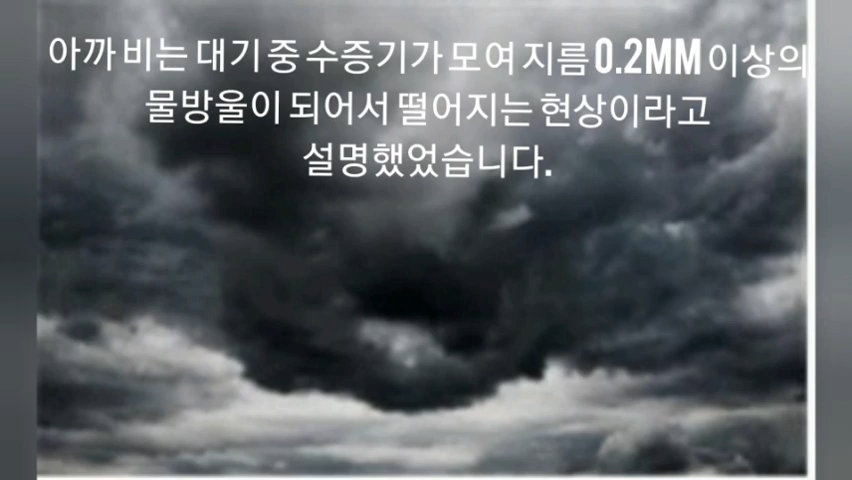 아까 비는 대기 중 수증기가 모여 지름 0.2MM 이상의
물방울이 되어서 떨어지는 현상이라고
설명했었습니다.